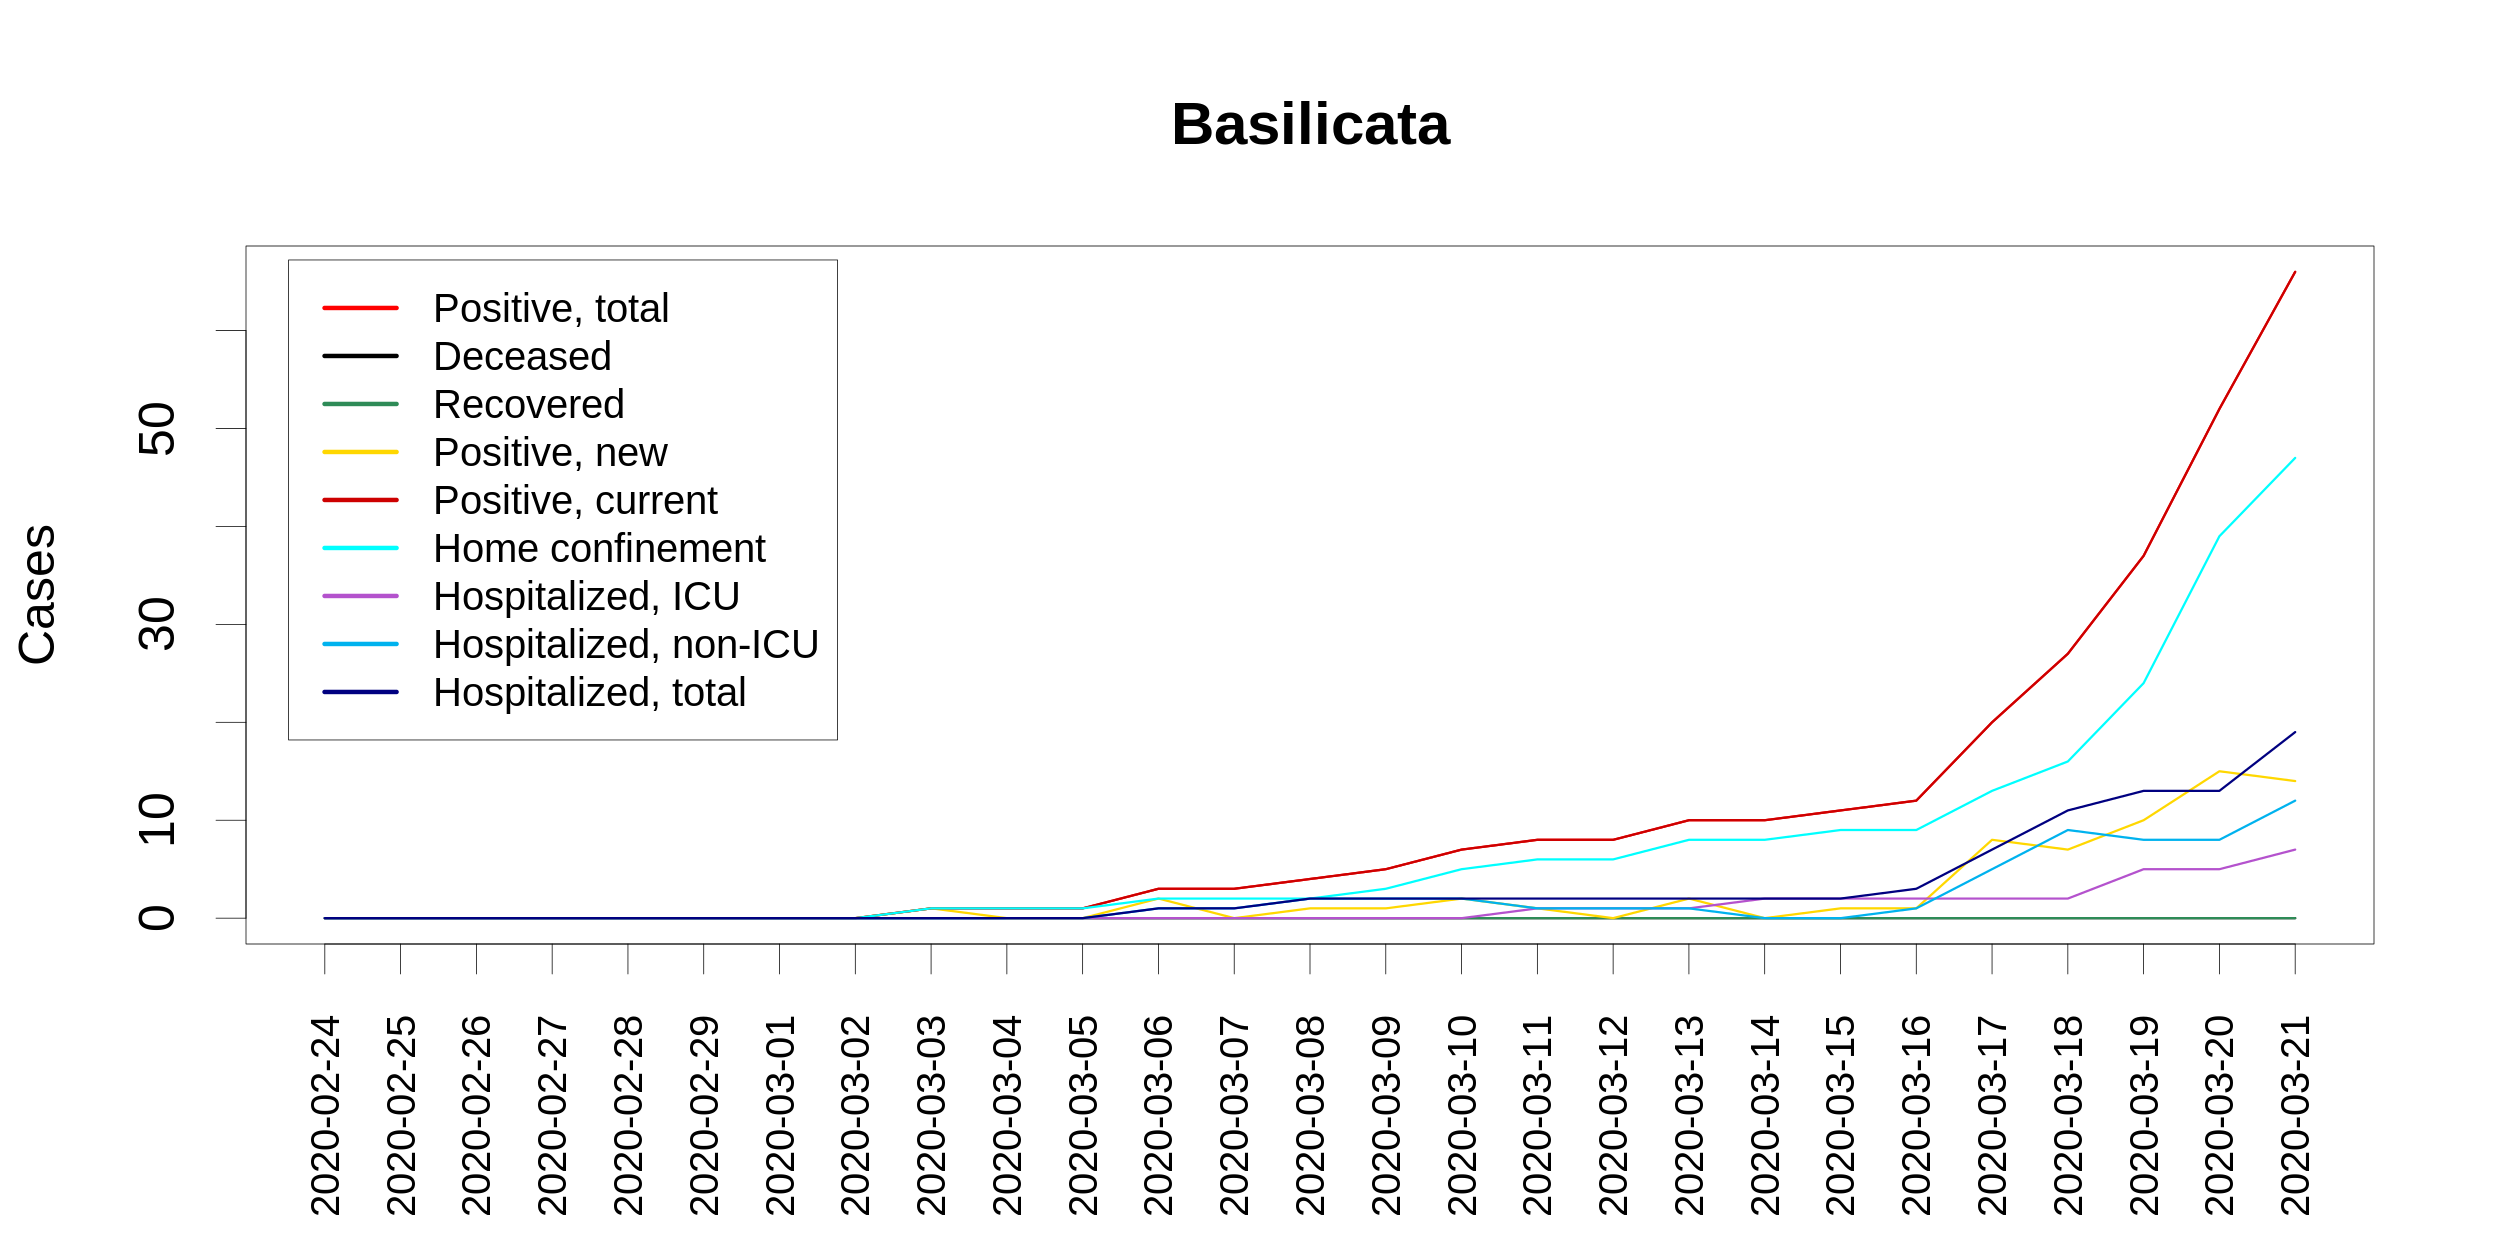 Basilicata
Positive, total
Deceased
Recovered
Positive, new
Positive, current
Home confinement
Hospitalized, ICU
Hospitalized, non-ICU
Hospitalized, total
Cases
50
30
10
0
2020-02-24
2020-02-25
2020-02-26
2020-02-27
2020-02-28
2020-02-29
2020-03-01
2020-03-02
2020-03-03
2020-03-04
2020-03-05
2020-03-06
2020-03-07
2020-03-08
2020-03-09
2020-03-10
2020-03-11
2020-03-12
2020-03-13
2020-03-14
2020-03-15
2020-03-16
2020-03-17
2020-03-18
2020-03-19
2020-03-20
2020-03-21